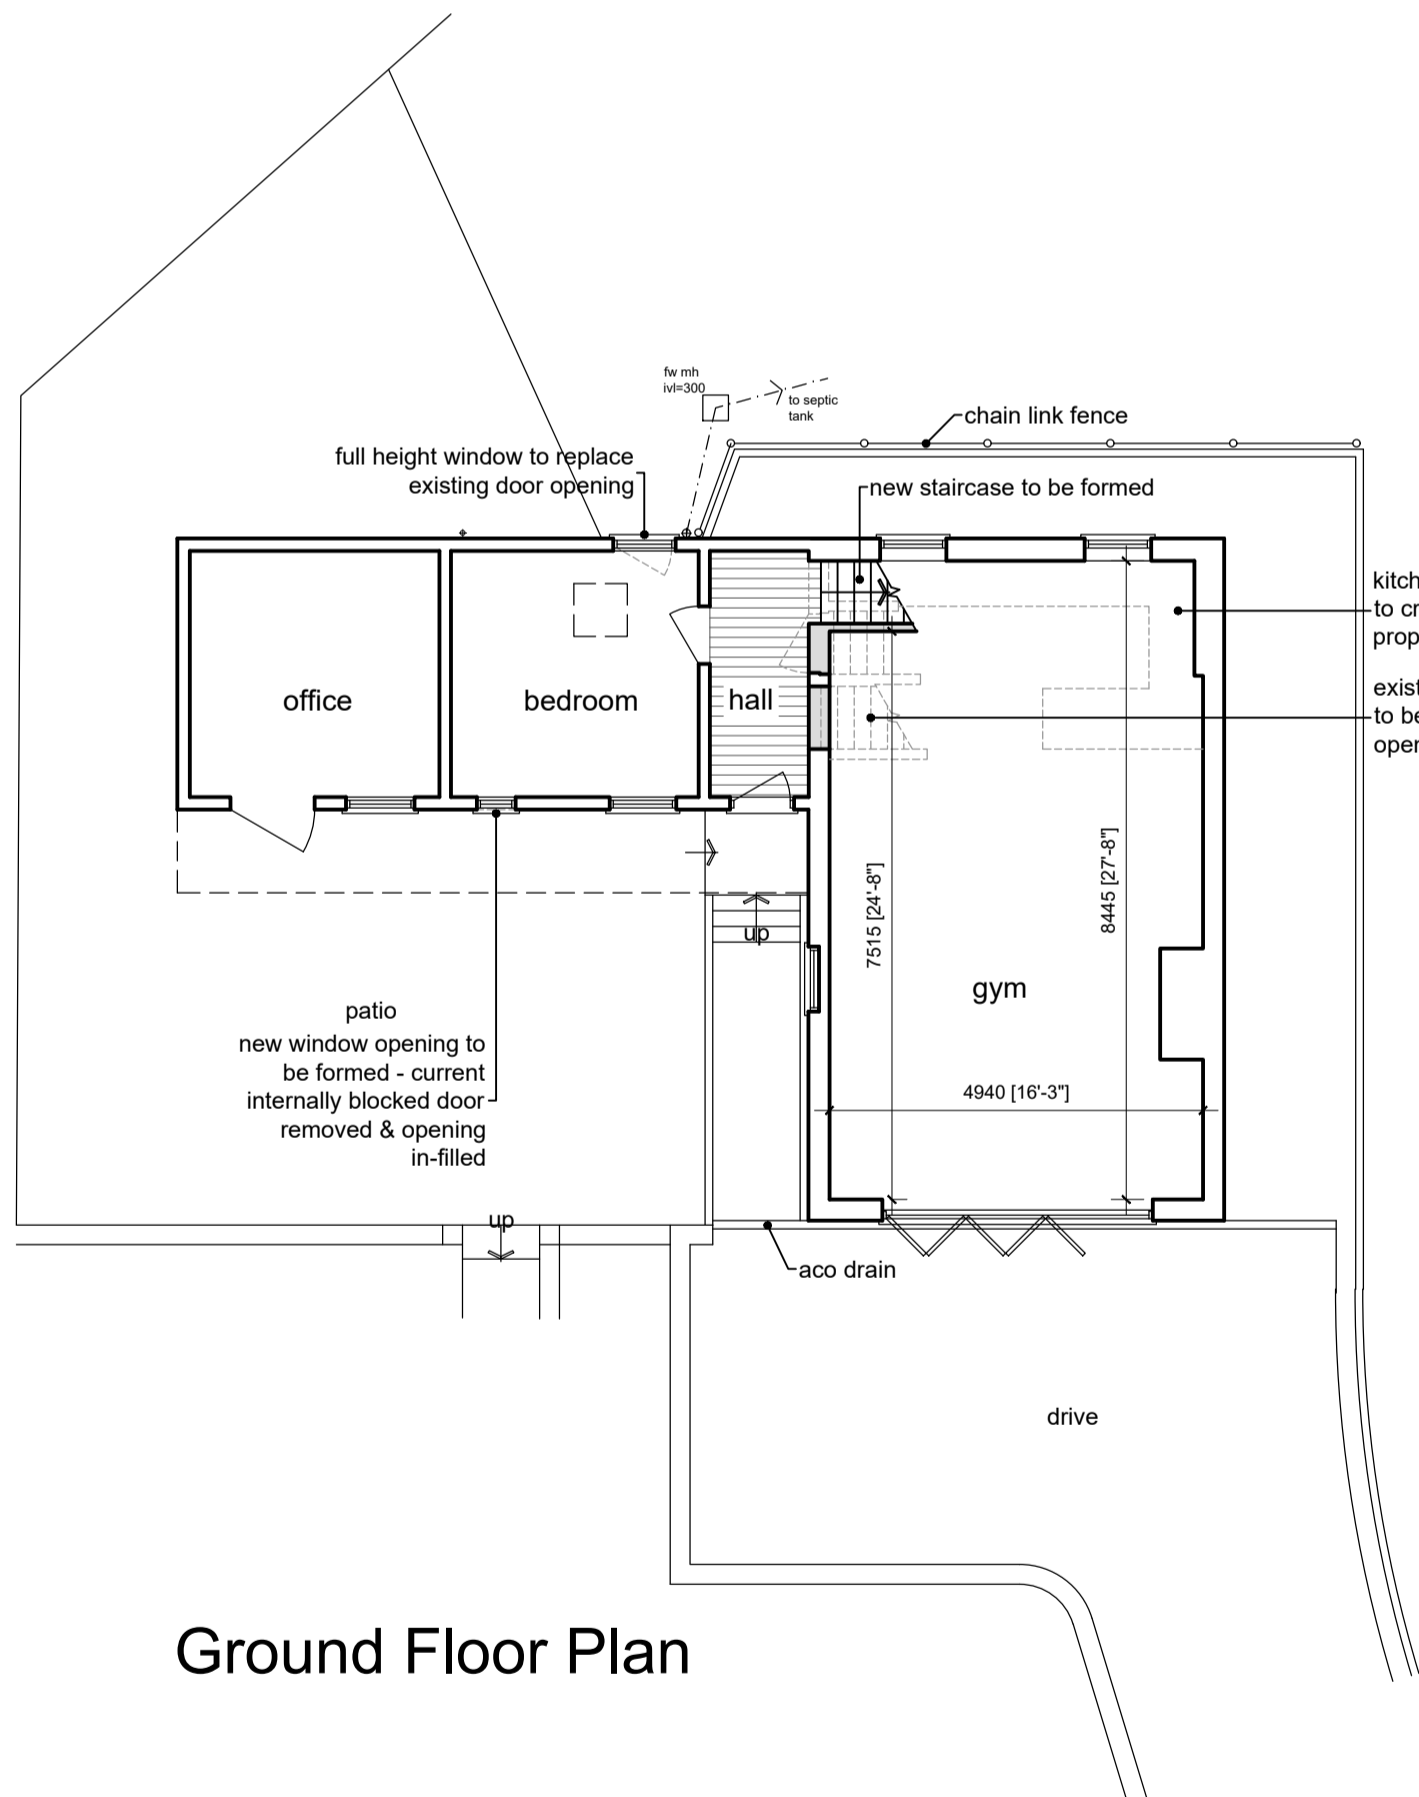 fw mh
ivl=300
to septic
tank
chain link fence
full height window to replace
existing door opening
new staircase to be formed
kitch
to cr
prop
exist
to be
oper
office
bedroom
hall
7515 [24'-8"]
8445 [27'-8"]
up
gym
patio
new window opening to
be formed - current
internally blocked door
removed & opening
in-filled
4940 [16'-3"]
up
aco drain
drive
Ground Floor Plan